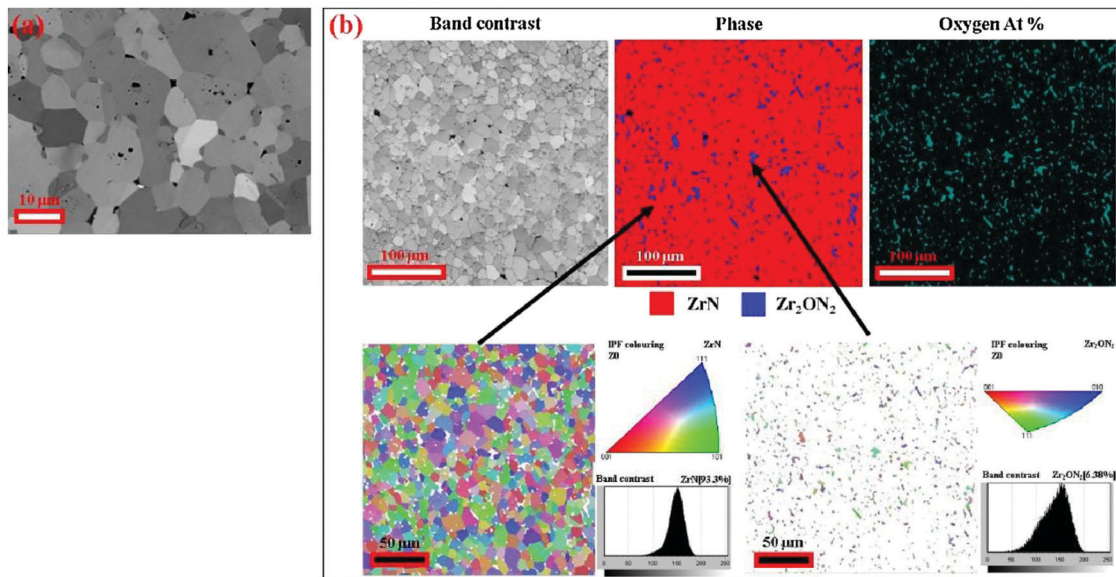 (a)
10 μm
(b)
Band contrast
Phase
Oxygen At %
100 μm
100 μm
100 μm
ZrN
Zr₂ON₂
IPF colouring
Z0
ZrN
111
001
101
Band contrast
ZrN[93.3%]
0 50 100 150 200 250
50 μm
IPF colouring
Z0
Zr₂ON₂
001
010
111
Band contrast
Zr₂ON₂[6.38%]
0 50 100 150 200 250
50 μm